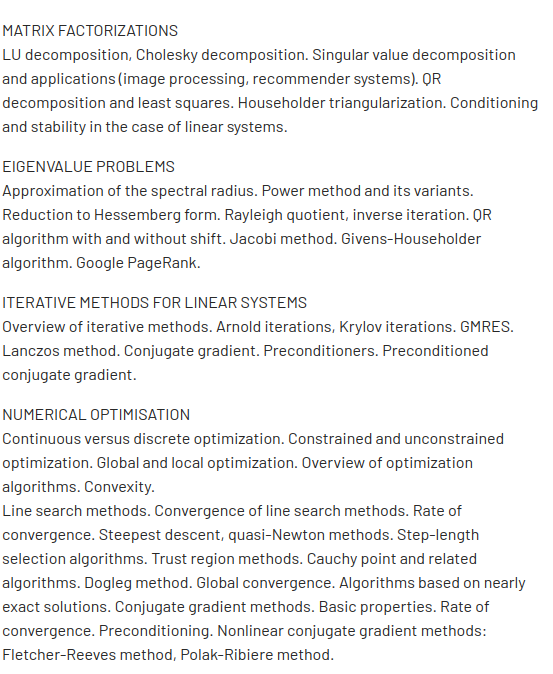 MATRIX FACTORIZATIONS
LU decomposition, Cholesky decomposition. Singular value decomposition
and applications (image processing, recommender systems). QR
decomposition and least squares. Householder triangularization. Conditioning
and stability in the case of linear systems.
EIGENVALUE PROBLEMS
Approximation of the spectral radius. Power method and its variants.
Reduction to Hessemberg form. Rayleigh quotient, inverse iteration. QR
algorithm with and without shift. Jacobi method. Givens-Householder
algorithm. Google PageRank.
ITERATIVE METHODS FOR LINEAR SYSTEMS
Overview of iterative methods. Arnold iterations, Krylov iterations. GMRES.
Lanczos method. Conjugate gradient. Preconditioners. Preconditioned
conjugate gradient.
NUMERICAL OPTIMISATION
Continuous versus discrete optimization. Constrained and unconstrained
optimization. Global and local optimization. Overview of optimization
algorithms. Convexity.
Line search methods. Convergence of line search methods. Rate of
convergence. Steepest descent, quasi-Newton methods. Step-length
selection algorithms. Trust region methods. Cauchy point and related
algorithms. Dogleg method. Global convergence. Algorithms based on nearly
exact solutions. Conjugate gradient methods. Basic properties. Rate of
convergence. Preconditioning. Nonlinear conjugate gradient methods:
Fletcher-Reeves method, Polak-Ribiere method.